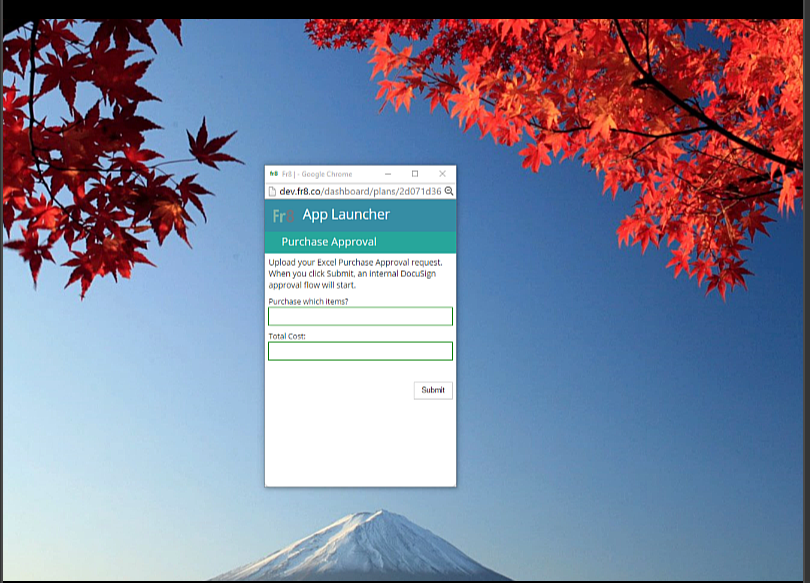 Fr8 | - Google Chrome
dev.fr8.co/dashboard/plans/2d071d36
Fr8 App Launcher
Purchase Approval
Upload your Excel Purchase Approval request.
When you click Submit, an internal DocuSign
approval flow will start.
Purchase which items?
Total Cost:
Submit